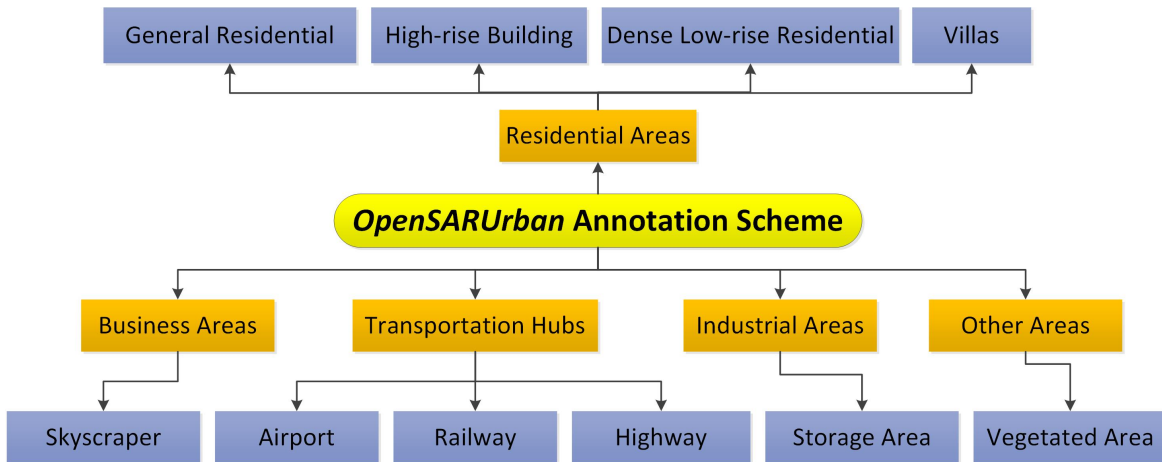 General Residential
High-rise Building
Dense Low-rise Residential
Villas
Residential Areas
OpenSARUrban Annotation Scheme
Business Areas
Transportation Hubs
Industrial Areas
Other Areas
Skyscraper
Airport
Railway
Highway
Storage Area
Vegetated Area